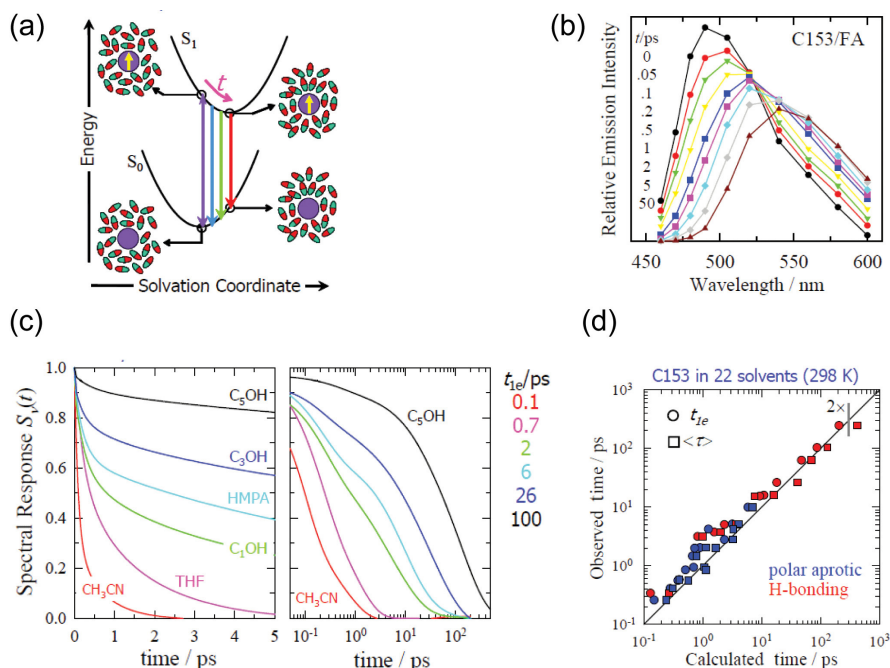 (a)
Energy
S1
t
S0
Solvation Coordinate
(b)
Relative Emission Intensity
C153/FA
t/ps
0
.05
.1
.2
.5
1
2
5
50
450 500 550 600
Wavelength / nm
(c)
Spectral Response Sν(t)
1.0
0.8
0.6
0.4
0.2
0.0
C5OH
C3OH
HMPA
C1OH
THF
CH3CN
0 1 2 3 4 5
time / ps
C5OH
CH3CN
10-1 100 101 102
time / ps
t1e/ps
0.1
0.7
2
6
26
100
(d)
C153 in 22 solvents (298 K)
Observed time / ps
103
102
101
100
10-1
t1e
<τ>
2×
polar aprotic
H-bonding
10-1 100 101 102 103
Calculated time / ps